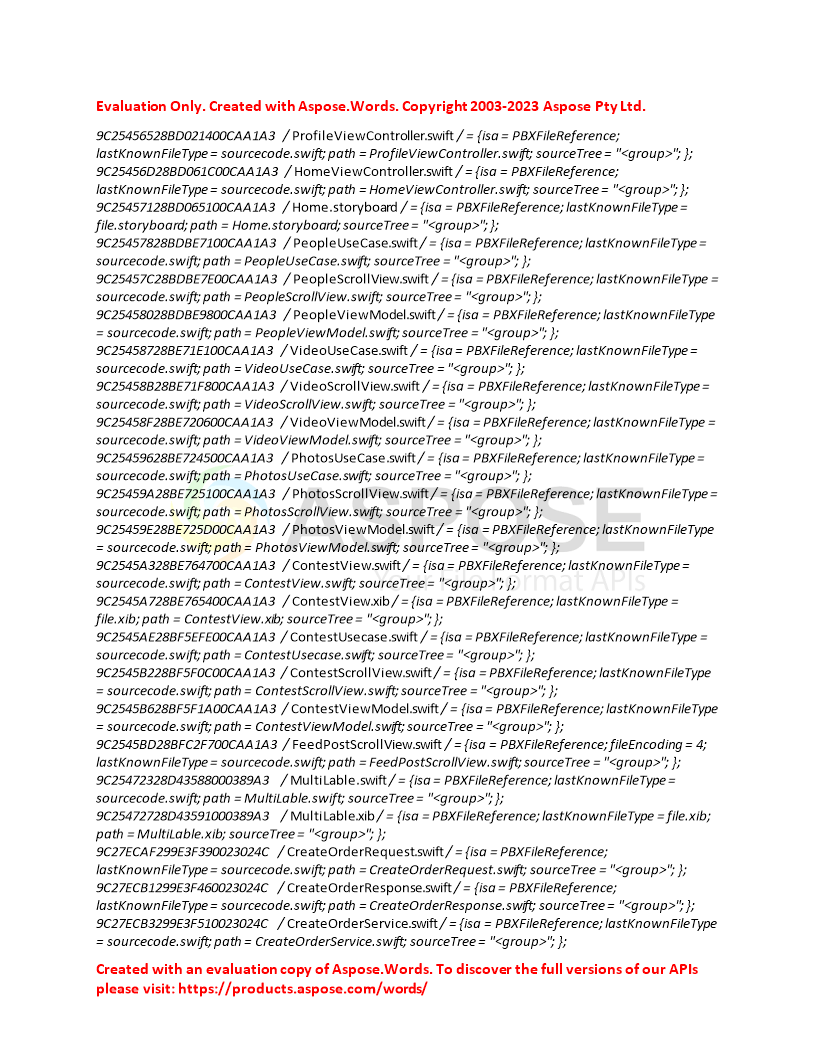 Evaluation Only. Created with Aspose.Words. Copyright 2003-2023 Aspose Pty Ltd.
9C25456528BD021400CAA1A3 / ProfileViewController.swift / = {isa = PBXFileReference;
lastKnownFileType = sourcecode.swift; path = ProfileViewController.swift; sourceTree = "<group>"; };
9C25456D28BD061C00CAA1A3 / HomeViewController.swift / = {isa = PBXFileReference;
lastKnownFileType = sourcecode.swift; path = HomeViewController.swift; sourceTree = "<group>"; };
9C25457128BD065100CAA1A3 / Home.storyboard / = {isa = PBXFileReference; lastKnownFileType =
file.storyboard; path = Home.storyboard; sourceTree = "<group>"; };
9C25457828BDBE7100CAA1A3 / PeopleUseCase.swift / = {isa = PBXFileReference; lastKnownFileType =
sourcecode.swift; path = PeopleUseCase.swift; sourceTree = "<group>"; };
9C25457C28BDBE7E00CAA1A3 / PeopleScrollView.swift / = {isa = PBXFileReference; lastKnownFileType =
sourcecode.swift; path = PeopleScrollView.swift; sourceTree = "<group>"; };
9C25458028BDBE9800CAA1A3 / PeopleViewModel.swift / = {isa = PBXFileReference; lastKnownFileType
= sourcecode.swift; path = PeopleViewModel.swift; sourceTree = "<group>"; };
9C25458728BE71E100CAA1A3 / VideoUseCase.swift / = {isa = PBXFileReference; lastKnownFileType =
sourcecode.swift; path = VideoUseCase.swift; sourceTree = "<group>"; };
9C25458B28BE71F800CAA1A3 / VideoScrollView.swift / = {isa = PBXFileReference; lastKnownFileType =
sourcecode.swift; path = VideoScrollView.swift; sourceTree = "<group>"; };
9C25458F28BE720600CAA1A3 / VideoViewModel.swift / = {isa = PBXFileReference; lastKnownFileType =
sourcecode.swift; path = VideoViewModel.swift; sourceTree = "<group>"; };
9C25459628BE724500CAA1A3 / PhotosUseCase.swift / = {isa = PBXFileReference; lastKnownFileType =
sourcecode.swift; path = PhotosUseCase.swift; sourceTree = "<group>"; };
9C25459A28BE725100CAA1A3 / PhotosScrollView.swift / = {isa = PBXFileReference; lastKnownFileType =
sourcecode.swift; path = PhotosScrollView.swift; sourceTree = "<group>"; };
9C25459E28BE725D00CAA1A3 / PhotosViewModel.swift / = {isa = PBXFileReference; lastKnownFileType
= sourcecode.swift; path = PhotosViewModel.swift; sourceTree = "<group>"; };
9C2545A328BE764700CAA1A3 / ContestView.swift / = {isa = PBXFileReference; lastKnownFileType =
sourcecode.swift; path = ContestView.swift; sourceTree = "<group>"; };
9C2545A728BE765400CAA1A3 / ContestView.xib / = {isa = PBXFileReference; lastKnownFileType =
file.xib; path = ContestView.xib; sourceTree = "<group>"; };
9C2545AE28BF5EFE00CAA1A3 / ContestUsecase.swift / = {isa = PBXFileReference; lastKnownFileType =
sourcecode.swift; path = ContestUsecase.swift; sourceTree = "<group>"; };
9C2545B228BF5F0C00CAA1A3 / ContestScrollView.swift / = {isa = PBXFileReference; lastKnownFileType
= sourcecode.swift; path = ContestScrollView.swift; sourceTree = "<group>"; };
9C2545B628BF5F1A00CAA1A3 / ContestViewModel.swift / = {isa = PBXFileReference; lastKnownFileType
= sourcecode.swift; path = ContestViewModel.swift; sourceTree = "<group>"; };
9C2545BD28BFC2F700CAA1A3 / FeedPostScrollView.swift / = {isa = PBXFileReference; fileEncoding = 4;
lastKnownFileType = sourcecode.swift; path = FeedPostScrollView.swift; sourceTree = "<group>"; };
9C25472328D43588000389A3 / MultiLable.swift / = {isa = PBXFileReference; lastKnownFileType =
sourcecode.swift; path = MultiLable.swift; sourceTree = "<group>"; };
9C25472728D43591000389A3 / MultiLable.xib / = {isa = PBXFileReference; lastKnownFileType = file.xib;
path = MultiLable.xib; sourceTree = "<group>"; };
9C27ECAF299E3F390023024C / CreateOrderRequest.swift / = {isa = PBXFileReference;
lastKnownFileType = sourcecode.swift; path = CreateOrderRequest.swift; sourceTree = "<group>"; };
9C27ECB1299E3F460023024C / CreateOrderResponse.swift / = {isa = PBXFileReference;
lastKnownFileType = sourcecode.swift; path = CreateOrderResponse.swift; sourceTree = "<group>"; };
9C27ECB3299E3F510023024C / CreateOrderService.swift / = {isa = PBXFileReference; lastKnownFileType
= sourcecode.swift; path = CreateOrderService.swift; sourceTree = "<group>"; };
ASPOSE
Your File Format APIs
Created with an evaluation copy of Aspose.Words. To discover the full versions of our APIs
please visit: https://products.aspose.com/words/